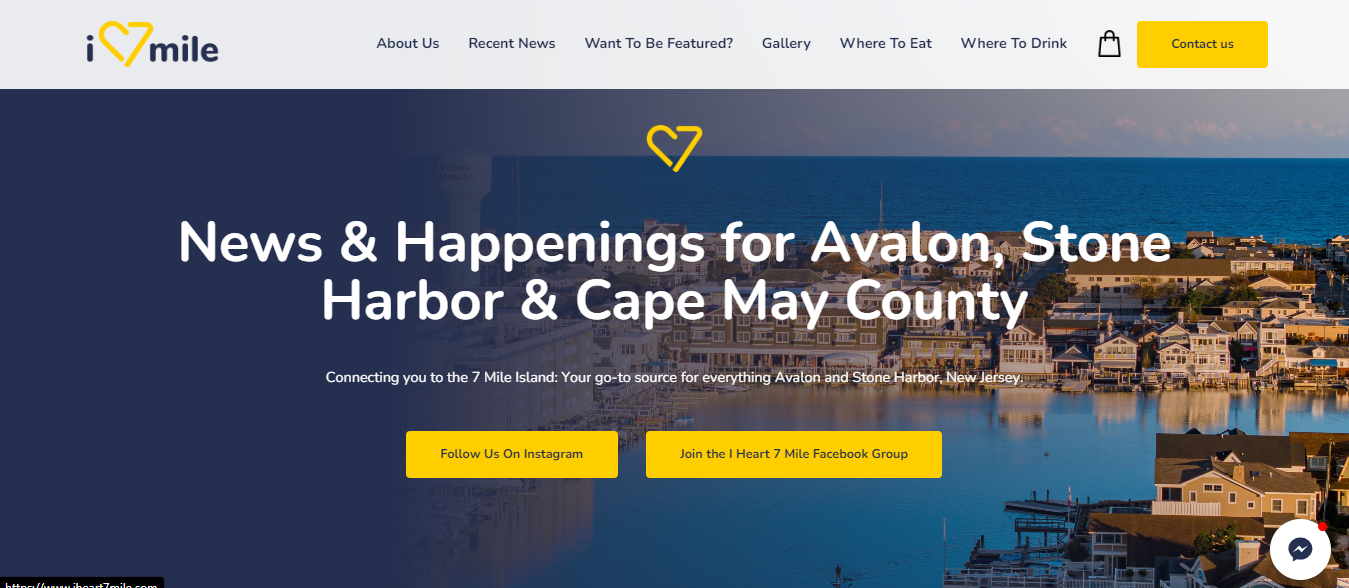 i mile
About Us Recent News Want To Be Featured? Gallery Where To Eat Where To Drink Contact us
STONE
HARBOR
News & Happenings for Avalon, Stone
Harbor & Cape May County
Connecting you to the 7 Mile Island: Your go-to source for everything Avalon and Stone Harbor, New Jersey.
Follow Us On Instagram Join the I Heart 7 Mile Facebook Group
https://www.iheart7mile.com